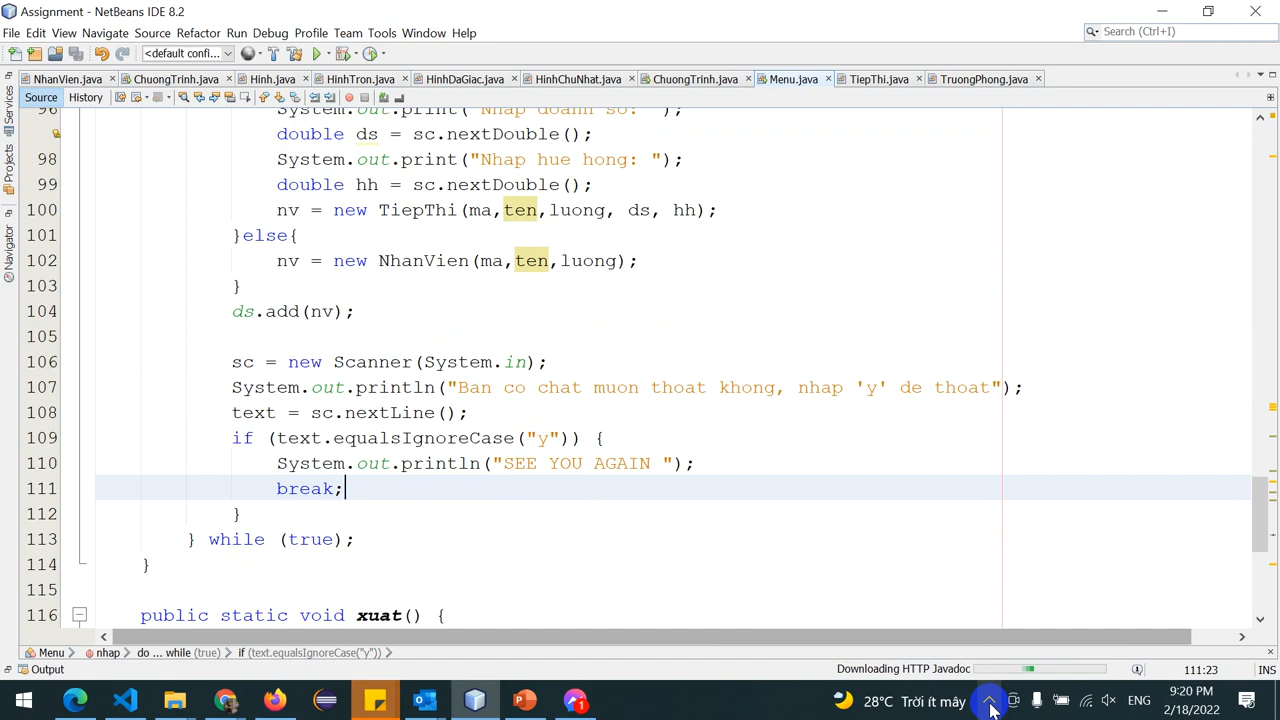 Assignment - NetBeans IDE 8.2
File Edit View Navigate Source Refactor Run Debug Profile Team Tools Window Help
Search (Ctrl+I)
<default confi...
NhanVien.java ChuongTrinh.java Hinh.java HinhTron.java HinhDaGiac.java HinhChuNhat.java ChuongTrinh.java Menu.java TiepThi.java TruongPhong.java
Source History
Services
Projects
Navigator
96 System.out.print("Nhap doanh so: ");
double ds = sc.nextDouble();
98 System.out.print("Nhap hue hong: ");
99 double hh = sc.nextDouble();
100 nv = new TiepThi(ma,ten,luong, ds, hh);
101 }else{
102 nv = new NhanVien(ma,ten,luong);
103 }
104 ds.add(nv);
105
106 sc = new Scanner(System.in);
107 System.out.println("Ban co chat muon thoat khong, nhap 'y' de thoat");
108 text = sc.nextLine();
109 if (text.equalsIgnoreCase("y")) {
110 System.out.println("SEE YOU AGAIN ");
111 break;
112 }
113 } while (true);
114 }
115
116 public static void xuat() {
Menu nhap do ... while (true) if (text.equalsIgnoreCase("y"))
Output
Downloading HTTP Javadoc
1
111:23
INS
1
28°C Trời ít mây
ENG
9:20 PM
2/18/2022